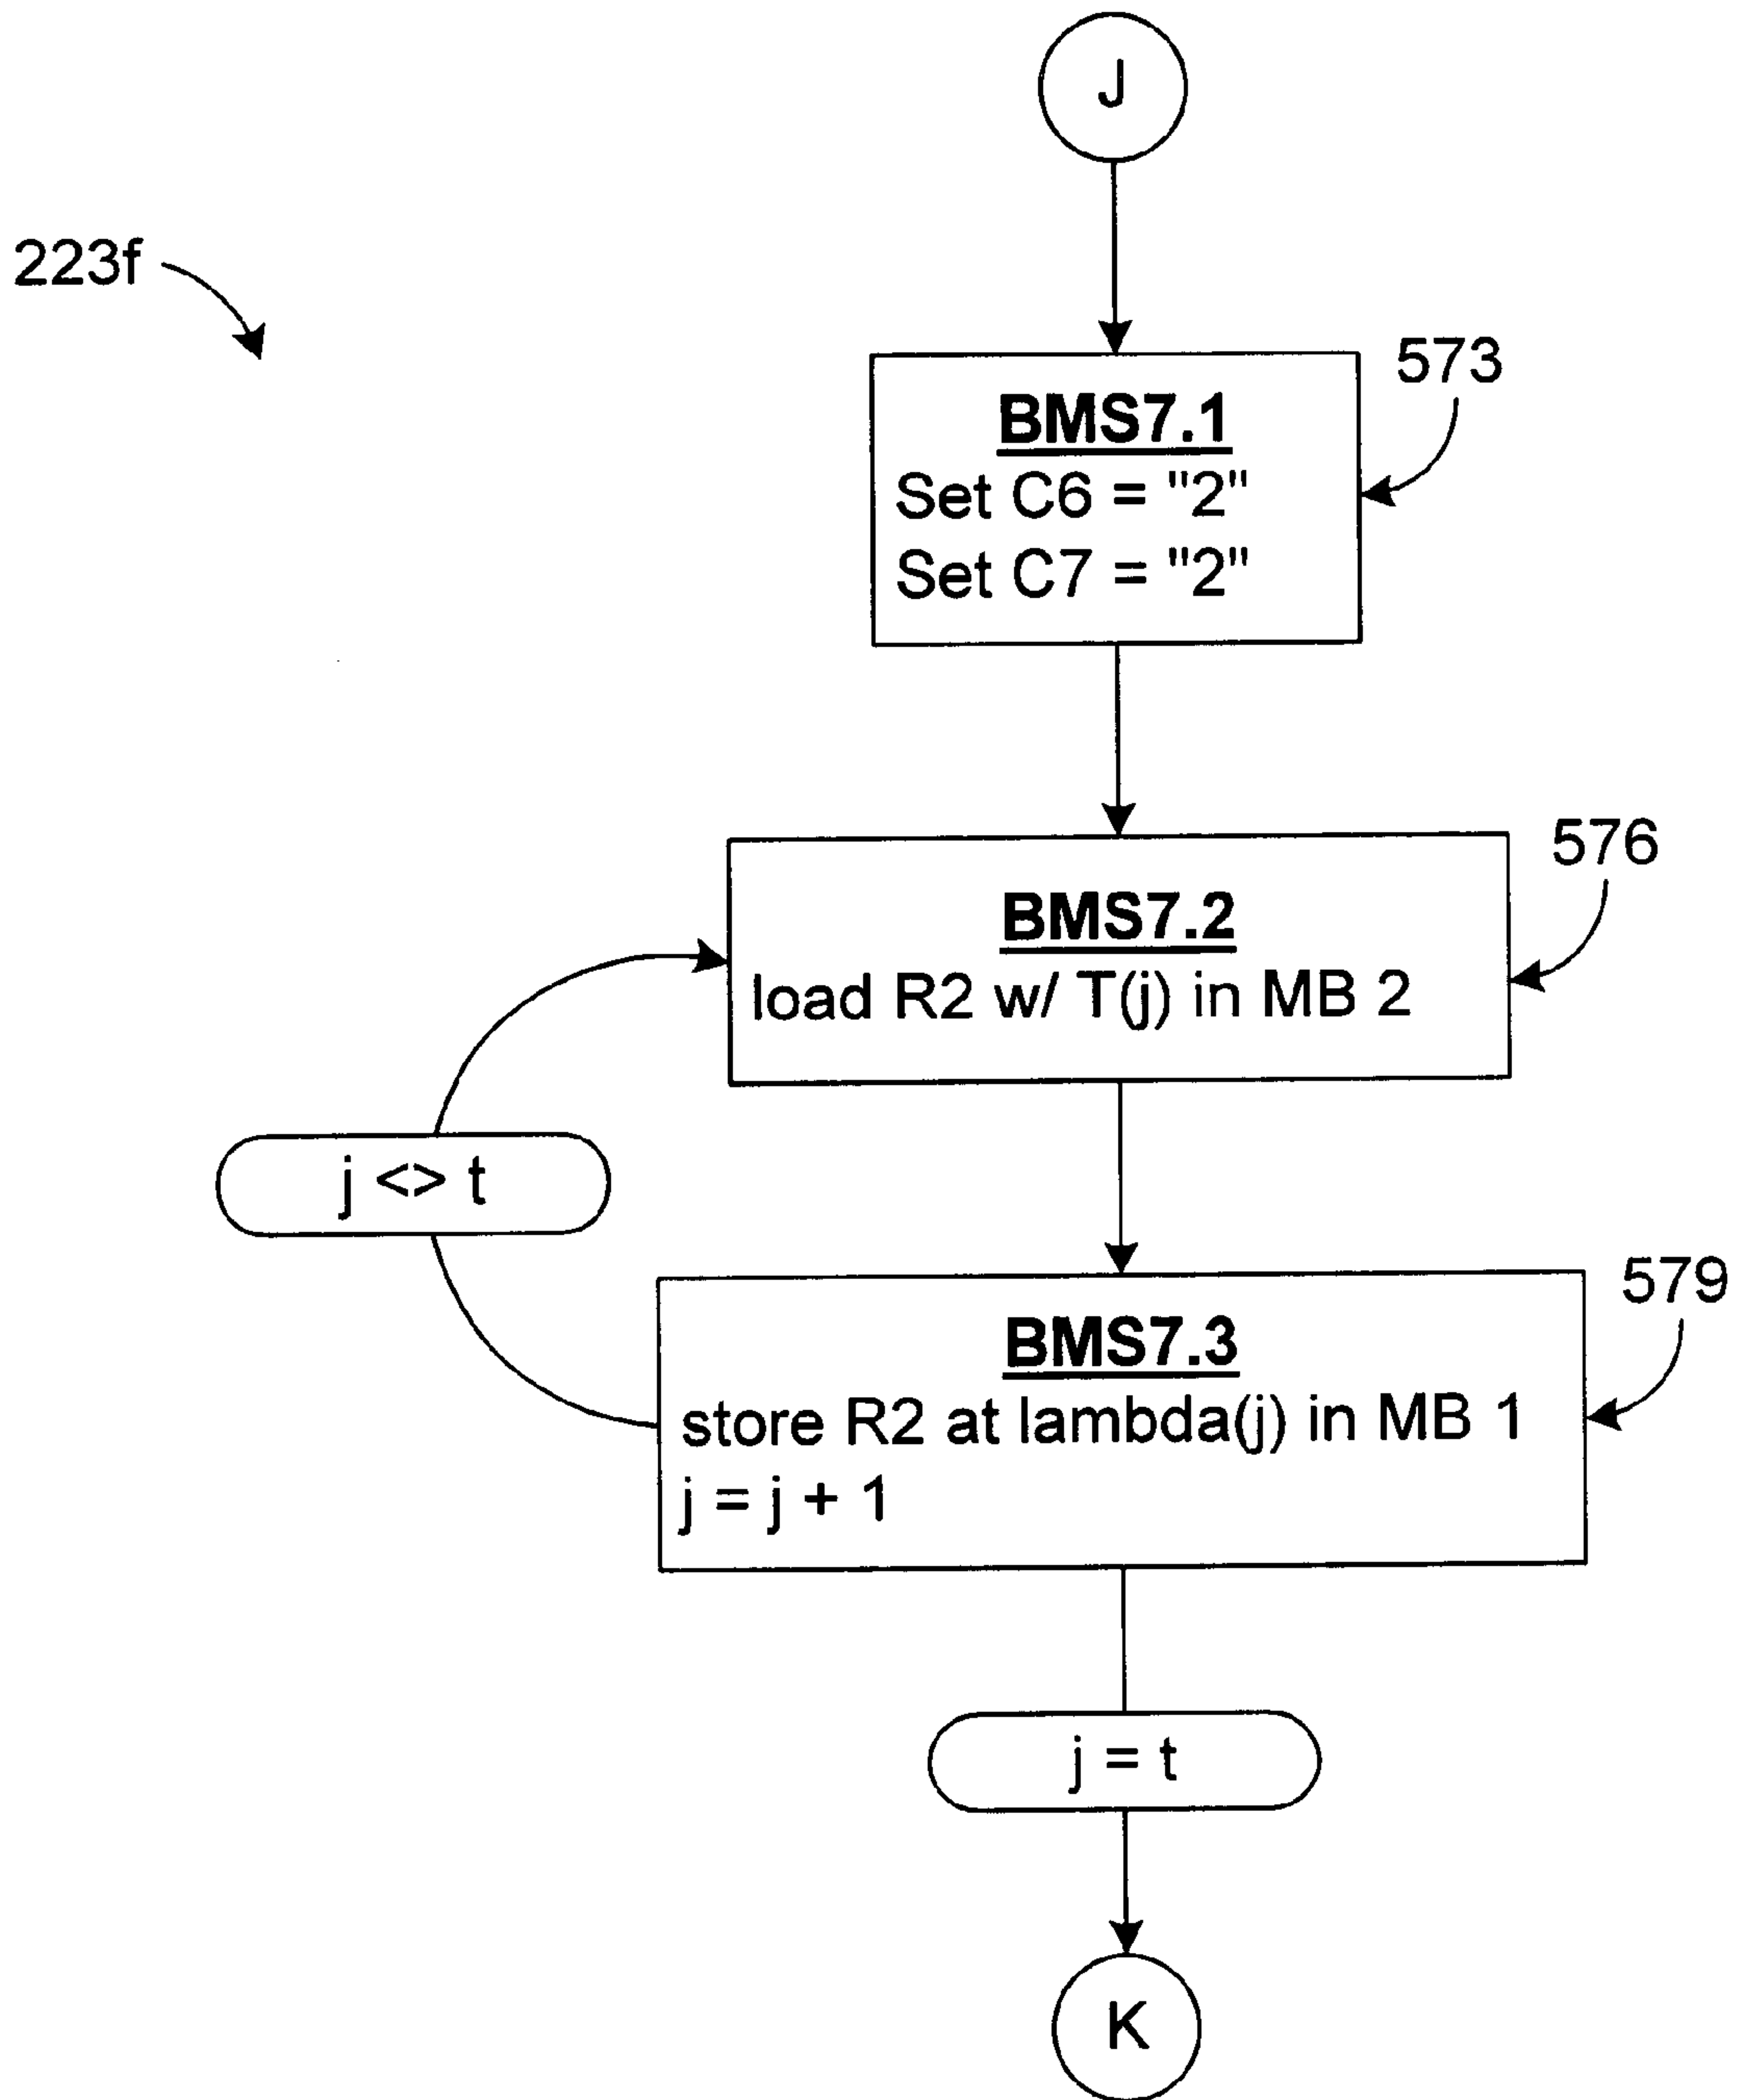 J
223f
573
BMS7.1
Set C6 = "2"
Set C7 = "2"
576
BMS7.2
load R2 w/ T(j) in MB 2
j <> t
579
BMS7.3
store R2 at lambda(j) in MB 1
j = j + 1
j = t
K